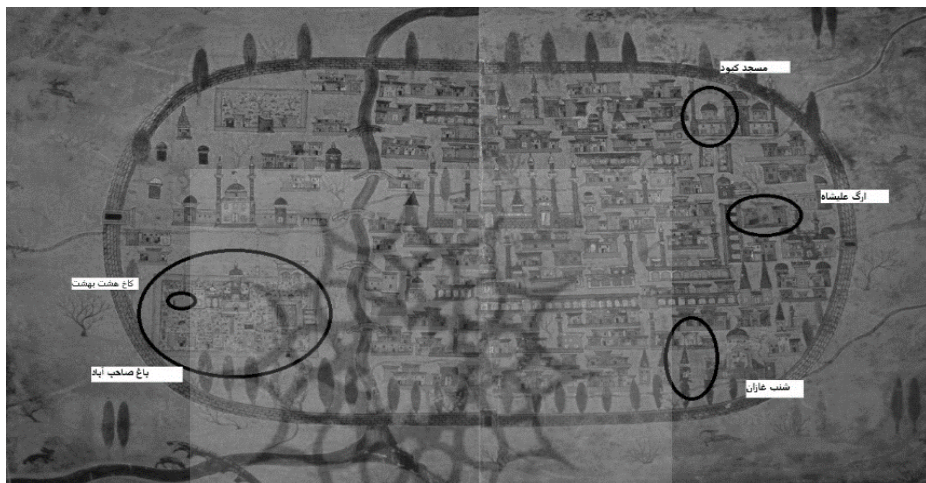 مسجد کبود
ارگ علیشاه
کاخ هشت بهشت
باغ صاحب آباد
شنب غازان